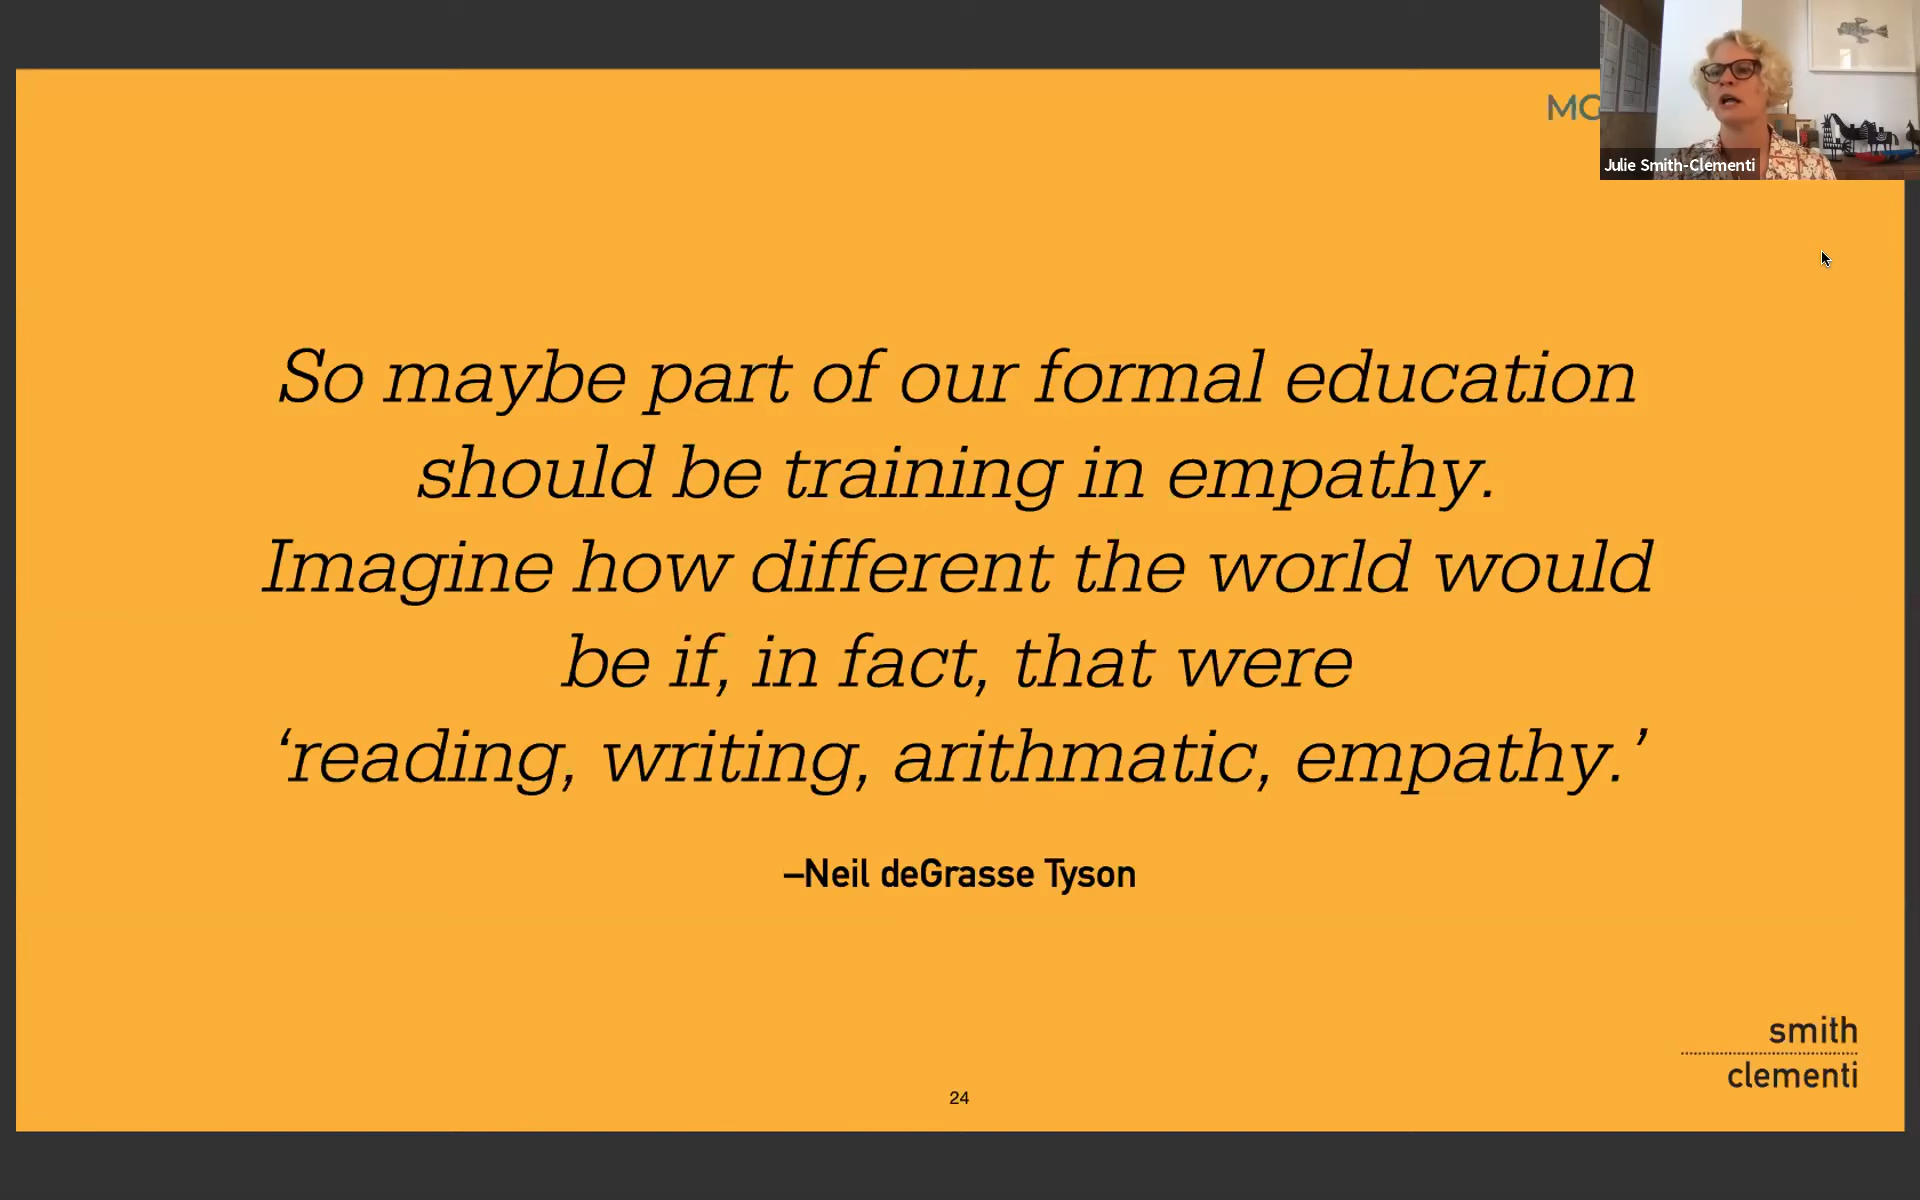 Julie Smith-Clementi
So maybe part of our formal education
should be training in empathy.
Imagine how different the world would
be if, in fact, that were
‘reading, writing, arithmatic, empathy.’
–Neil deGrasse Tyson
smith
clementi
24